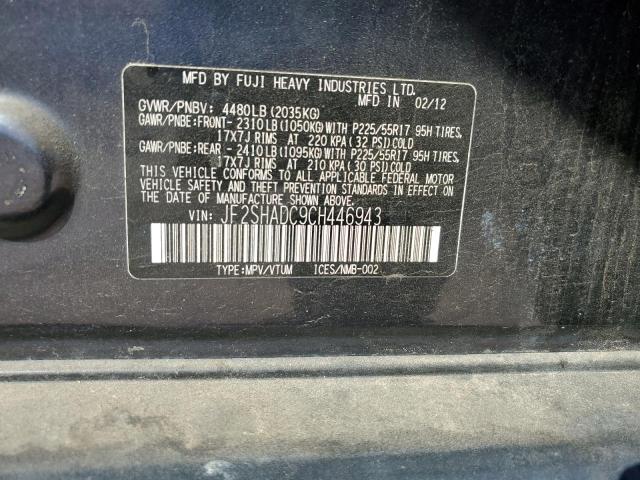 MFD BY FUJI HEAVY INDUSTRIES LTD.
MFD IN 02/12
GVWR/PNBV: 4480LB (2035KG)
GAWR/PNBE:FRONT- 2310LB(1050KG)WITH P225/55R17 95H TIRES,
17X7J RIMS AT 220 KPA(32 PSI)COLD
GAWR/PNBE:REAR - 2410LB(1095KG)WITH P225/55R17 95H TIRES,
17X7J RIMS AT 210 KPA(30 PSI)COLD
THIS VEHICLE CONFORMS TO ALL APPLICABLE FEDERAL MOTOR
VEHICLE SAFETY STANDARDS IN EFFECT ON
THE DATE OF MANUFACTURE SHOWN ABOVE.
VIN: JF2SHADC9CH446943
TYPE:MPV/VTUM ICES/NMB-002